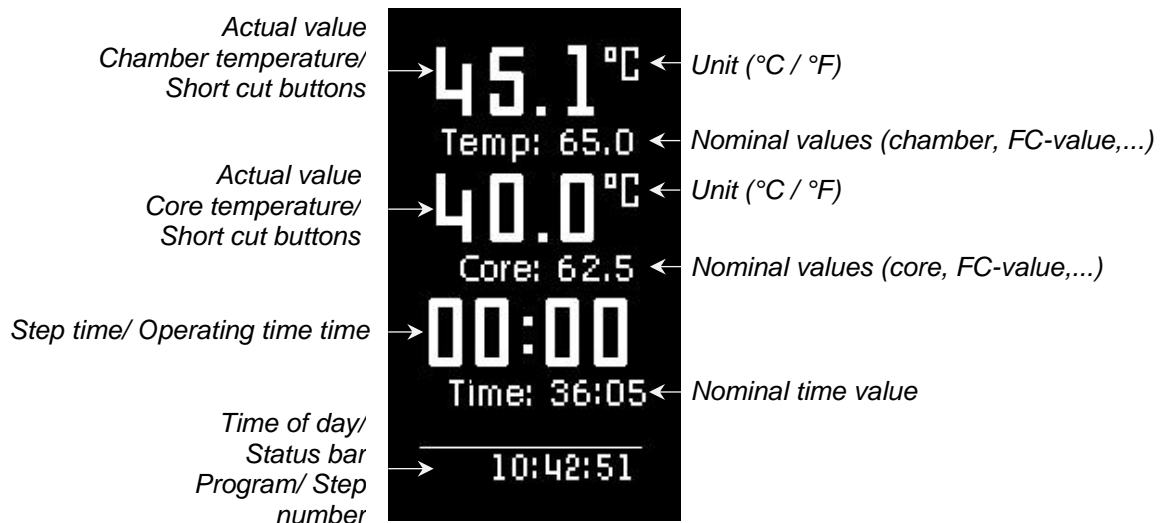 Actual value
Chamber temperature/
Short cut buttons
45.1 °C
Unit (°C / °F)
Temp: 65.0
Nominal values (chamber, FC-value,...)
Actual value
Core temperature/
Short cut buttons
40.0 °C
Unit (°C / °F)
Core: 62.5
Nominal values (core, FC-value,...)
Step time/ Operating time time
00:00
Time: 36:05
Nominal time value
Time of day/
Status bar
Program/ Step
number
10:42:51